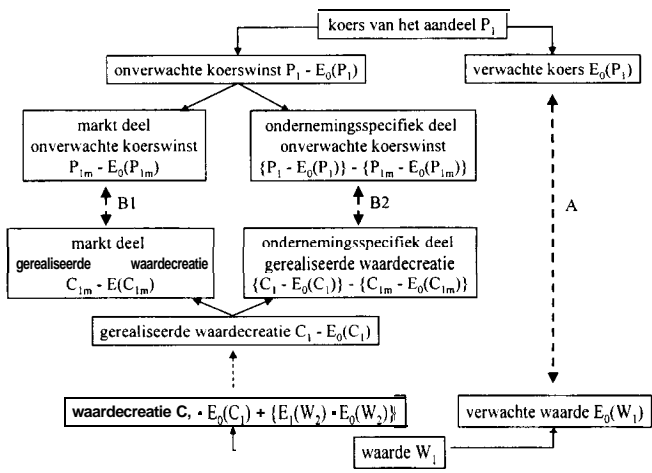 koers van het aandeel P₁
onverwachte koerswinst P₁ - E₀(P₁)
verwachte koers E₀(P₁)
markt deel
onverwachte koerswinst
P₁ₘ - E₀(P₁ₘ)
ondernemingsspecifiek deel
onverwachte koerswinst
{P₁ - E₀(P₁)} - {P₁ₘ - E₀(P₁ₘ)}
B1
B2
A
markt deel
gerealiseerde waardecreatie
C₁ₘ - E(C₁ₘ)
ondernemingsspecifiek deel
gerealiseerde waardecreatie
{C₁ - E₀(C₁)} - {C₁ₘ - E₀(C₁ₘ)}
gerealiseerde waardecreatie C₁ - E₀(C₁)
waardecreatie C, - E₀(C₁) + {E₁(W₂) - E₀(W₂)}
verwachte waarde E₀(W₁)
waarde W₁